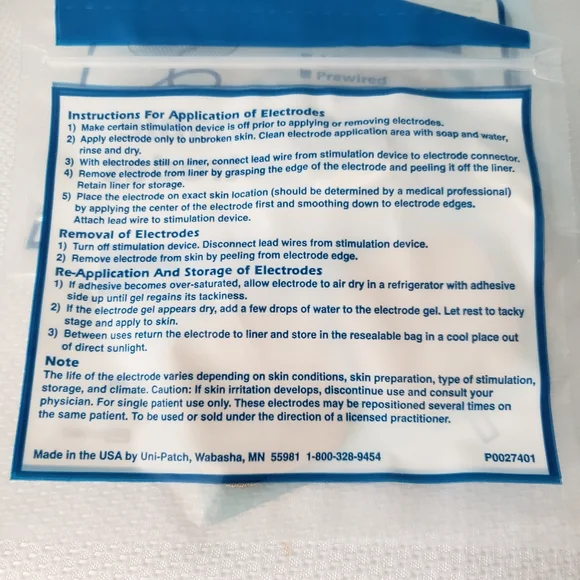 Prewired
Instructions For Application of Electrodes
1) Make certain stimulation device is off prior to applying or removing electrodes.
2) Apply electrode only to unbroken skin. Clean electrode application area with soap and water,
rinse and dry.
3) With electrodes still on liner, connect lead wire from stimulation device to electrode connector.
4) Remove electrode from liner by grasping the edge of the electrode and peeling it off the liner.
Retain liner for storage.
5) Place the electrode on exact skin location (should be determined by a medical professional)
by applying the center of the electrode first and smoothing down to electrode edges.
Attach lead wire to stimulation device.
Removal of Electrodes
1) Turn off stimulation device. Disconnect lead wires from stimulation device.
2) Remove electrode from skin by peeling from electrode edge.
Re-Application And Storage of Electrodes
1) If adhesive becomes over-saturated, allow electrode to air dry in a refrigerator with adhesive
side up until gel regains its tackiness.
2) If the electrode gel appears dry, add a few drops of water to the electrode gel. Let rest to tacky
stage and apply to skin.
3) Between uses return the electrode to liner and store in the resealable bag in a cool place out
of direct sunlight.
Note
The life of the electrode varies depending on skin conditions, skin preparation, type of stimulation,
storage, and climate. Caution: If skin irritation develops, discontinue use and consult your
physician. For single patient use only. These electrodes may be repositioned several times on
the same patient. To be used or sold under the direction of a licensed practitioner.
Made in the USA by Uni-Patch, Wabasha, MN 55981 1-800-328-9454 P0027401